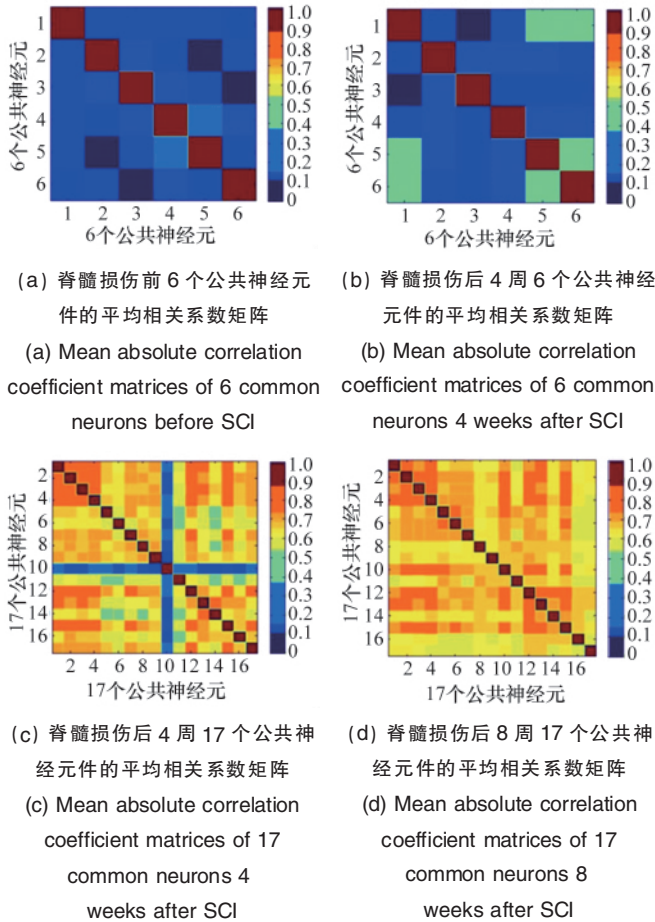 1
2
3
4
5
6
6个公共神经元
1 2 3 4 5 6
6个公共神经元
1.0
0.9
0.8
0.7
0.6
0.5
0.4
0.3
0.2
0.1
0
1
2
3
4
5
6
6个公共神经元
1 2 3 4 5 6
6个公共神经元
1.0
0.9
0.8
0.7
0.6
0.5
0.4
0.3
0.2
0.1
0
(a) 脊髓损伤前 6 个公共神经元
件的平均相关系数矩阵
(a) Mean absolute correlation
coefficient matrices of 6 common
neurons before SCI
(b) 脊髓损伤后 4 周 6 个公共神经
元件的平均相关系数矩阵
(b) Mean absolute correlation
coefficient matrices of 6 common
neurons 4 weeks after SCI
2
4
6
8
10
12
14
16
17个公共神经元
2 4 6 8 10 12 14 16
17个公共神经元
1.0
0.9
0.8
0.7
0.6
0.5
0.4
0.3
0.2
0.1
0
2
4
6
8
10
12
14
16
17个公共神经元
2 4 6 8 10 12 14 16
17个公共神经元
1.0
0.9
0.8
0.7
0.6
0.5
0.4
0.3
0.2
0.1
0
(c) 脊髓损伤后 4 周 17 个公共神
经元件的平均相关系数矩阵
(c) Mean absolute correlation
coefficient matrices of 17
common neurons 4
weeks after SCI
(d) 脊髓损伤后 8 周 17 个公共神
经元件的平均相关系数矩阵
(d) Mean absolute correlation
coefficient matrices of 17
common neurons 8
weeks after SCI